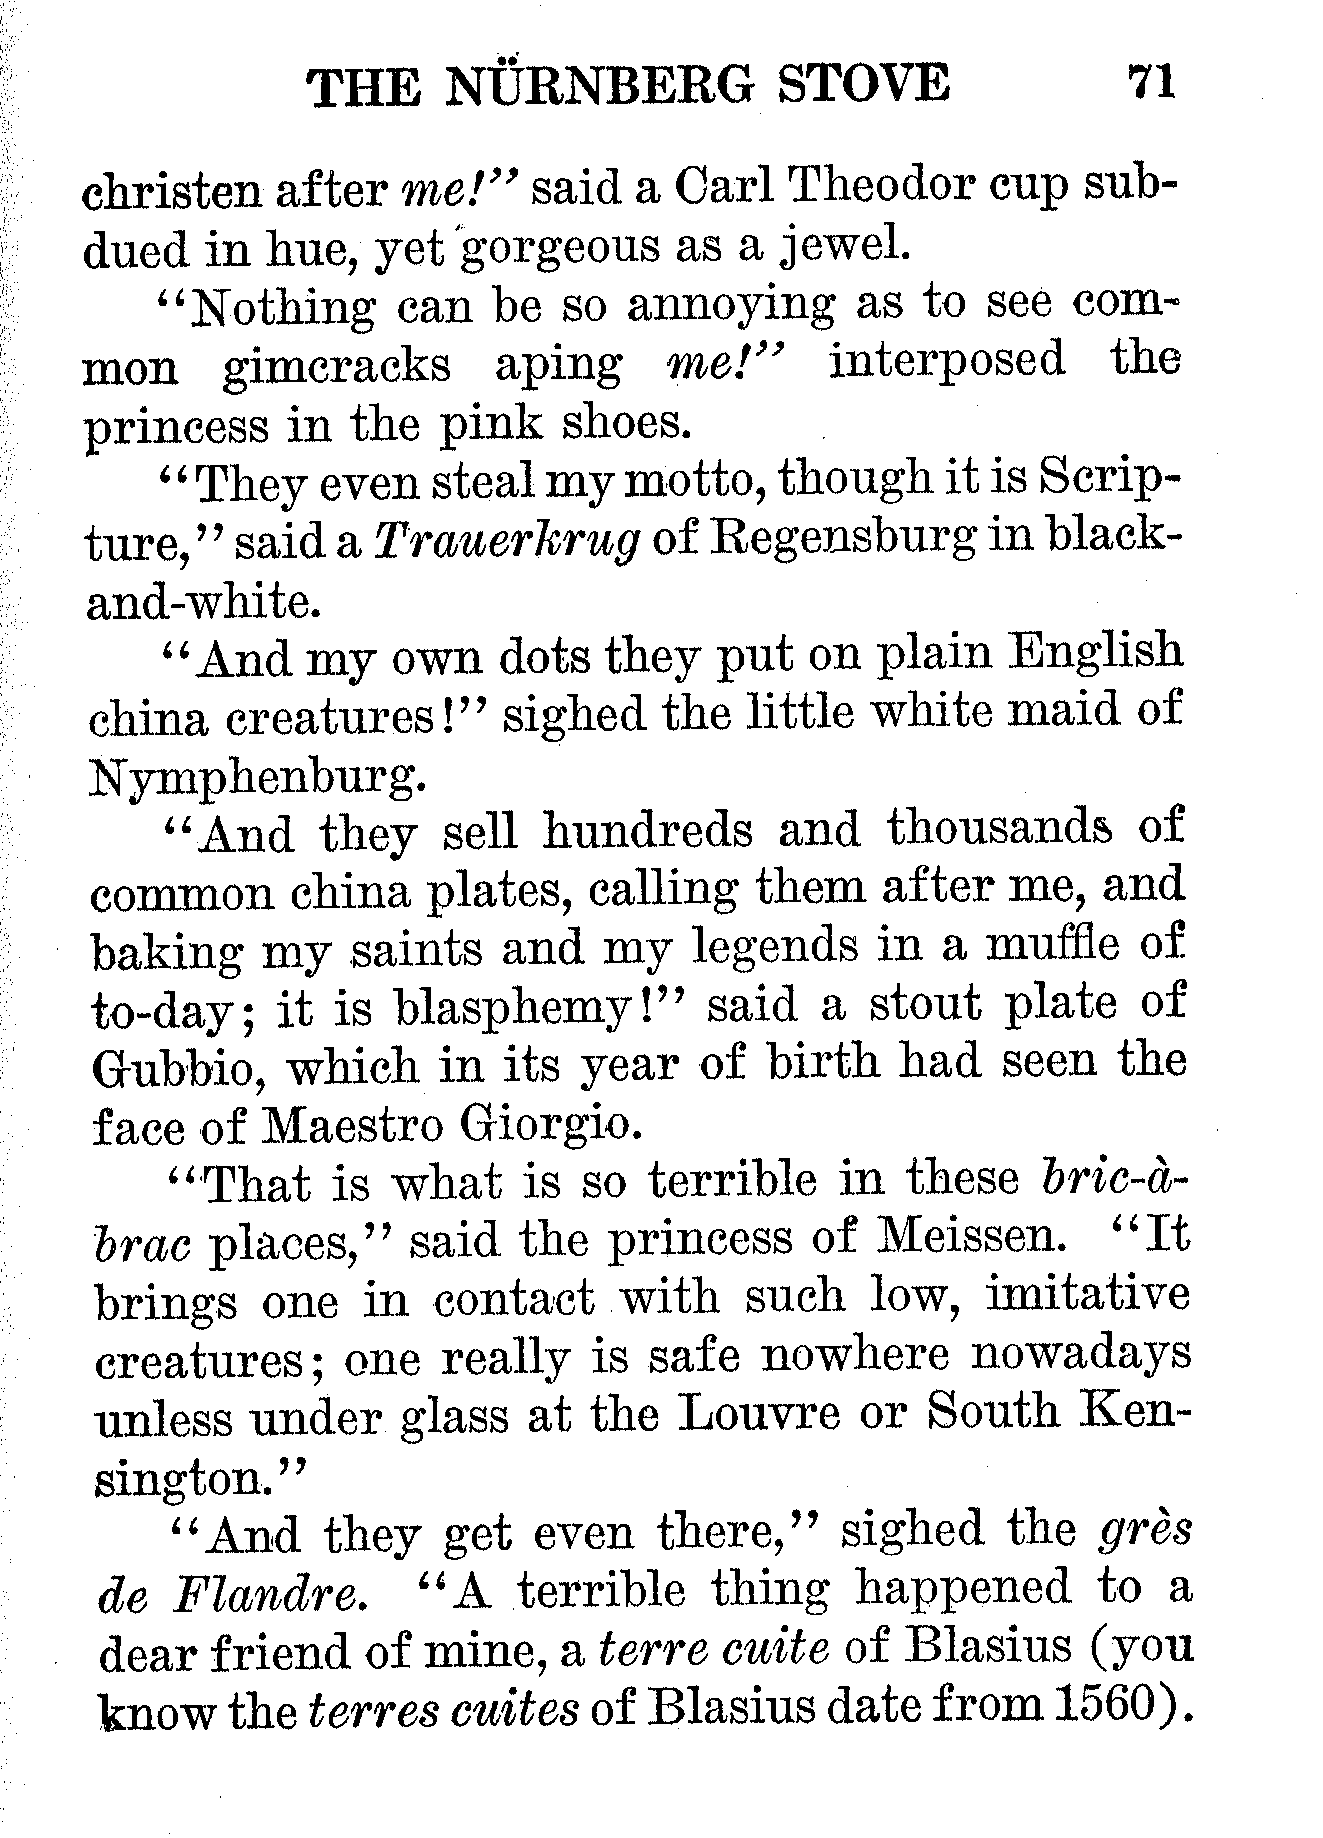 THE NÜRNBERG STOVE 71
christen after me!" said a Carl Theodor cup sub-
dued in hue, yet gorgeous as a jewel.
"Nothing can be so annoying as to see com-
mon gimcracks aping me!" interposed the
princess in the pink shoes.
"They even steal my motto, though it is Scrip-
ture," said a Trauerkrug of Regensburg in black-
and-white.
"And my own dots they put on plain English
china creatures!" sighed the little white maid of
Nymphenburg.
"And they sell hundreds and thousands of
common china plates, calling them after me, and
baking my saints and my legends in a muffle of
to-day; it is blasphemy!" said a stout plate of
Gubbio, which in its year of birth had seen the
face of Maestro Giorgio.
"That is what is so terrible in these bric-à-
brac places," said the princess of Meissen. "It
brings one in contact with such low, imitative
creatures; one really is safe nowhere nowadays
unless under glass at the Louvre or South Ken-
sington."
"And they get even there," sighed the grès
de Flandre. "A terrible thing happened to a
dear friend of mine, a terre cuite of Blasius (you
know the terres cuites of Blasius date from 1560).